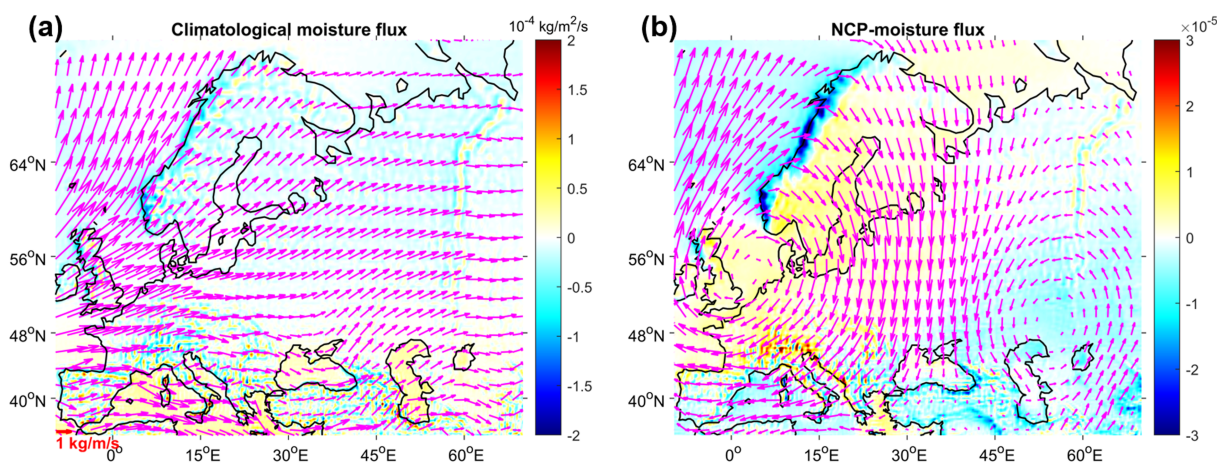 (a)
Climatological moisture flux
10⁻⁴ kg/m²/s
64°N
56°N
48°N
40°N
1 kg/m/s
0°
15°E
30°E
45°E
60°E
2
1.5
1
0.5
0
-0.5
-1
-1.5
-2
(b)
NCP-moisture flux
×10⁻⁵
64°N
56°N
48°N
40°N
0°
15°E
30°E
45°E
60°E
3
2
1
0
-1
-2
-3